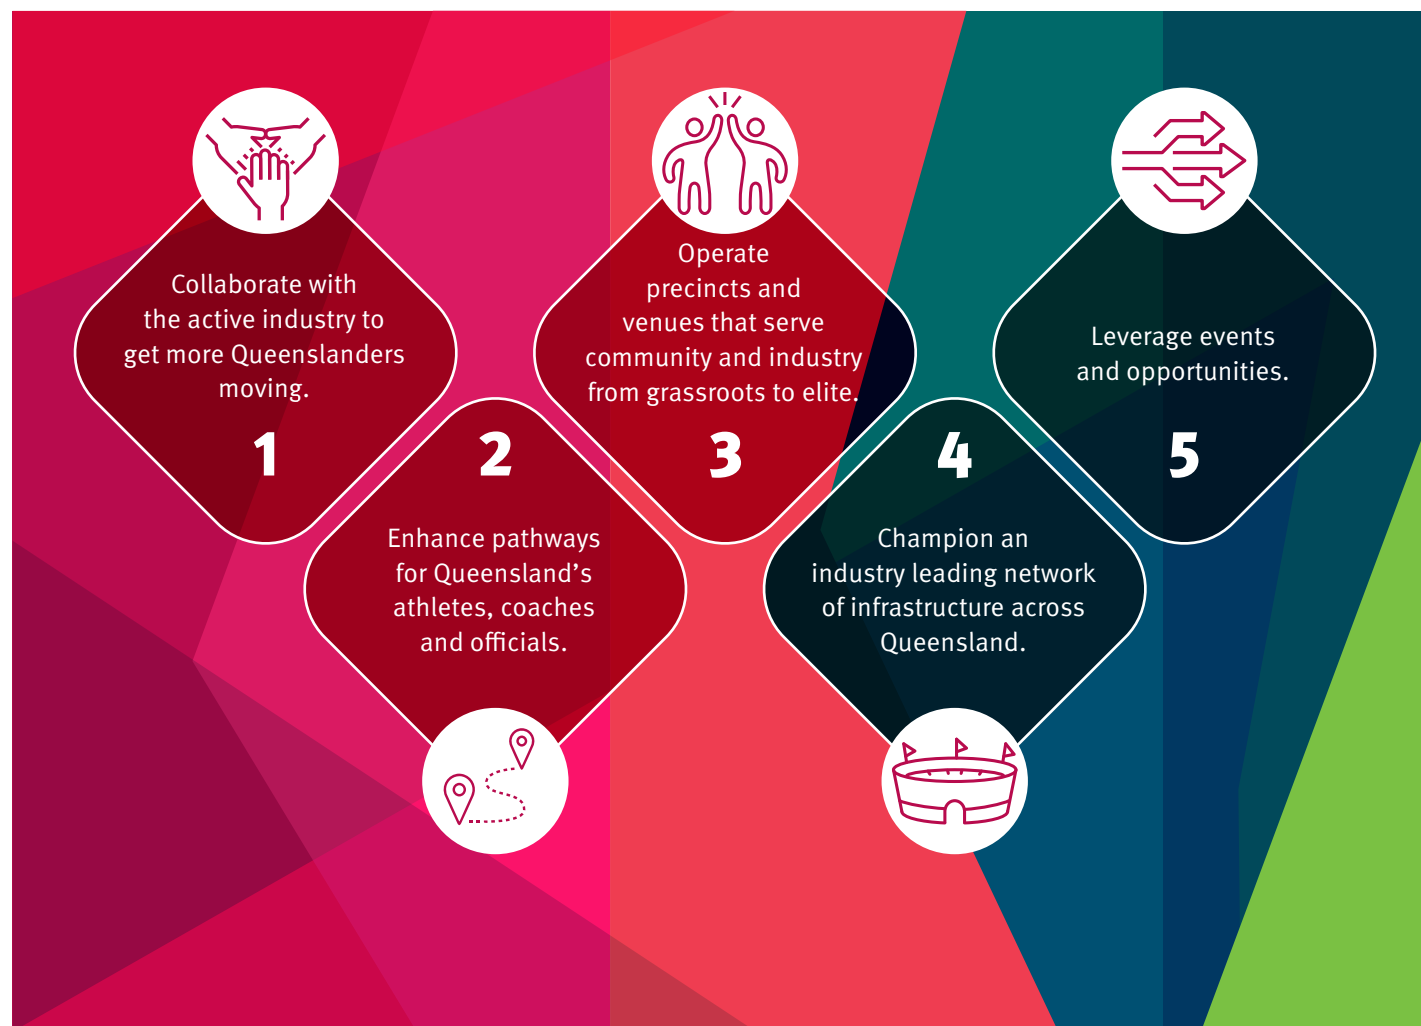 Collaborate with
the active industry to
get more Queenslanders
moving.
1
2
Enhance pathways
for Queensland’s
athletes, coaches
and officials.
Operate
precincts and
venues that serve
community and industry
from grassroots to elite.
3
4
Champion an
industry leading network
of infrastructure across
Queensland.
Leverage events
and opportunities.
5